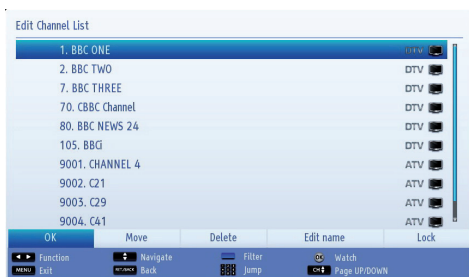 Edit Channel List
1. BBC ONE DTV
2. BBC TWO DTV
7. BBC THREE DTV
70. CBBC Channel DTV
80. BBC NEWS 24 DTV
105. BBCi DTV
9001. CHANNEL 4 ATV
9002. C21 ATV
9003. C29 ATV
9004. C41 ATV
OK Move Delete Edit name Lock
Function Navigate Filter OK Watch
MENU Exit RET./BACK Back Jump CH Page UP/DOWN